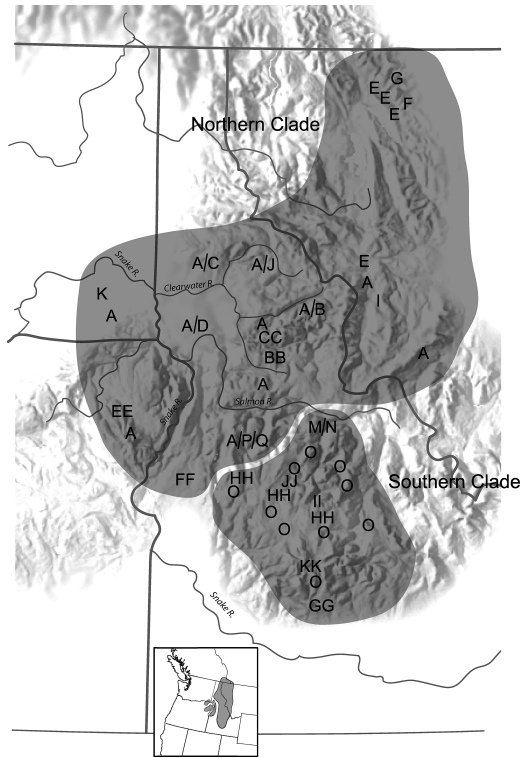 G
E
E
F
E
Northern Clade
A/C
A/J
E
Snake R.
Clearwater R.
A
I
K
A
A/D
A/B
A
CC
BB
A
A
Salmon R.
EE
A
Snake R.
M/N
A/P/Q
O
O
FF
HH
O
JJ
O
Southern Clade
HH
O
II
HH
O
O
O
KK
O
GG
Snake R.